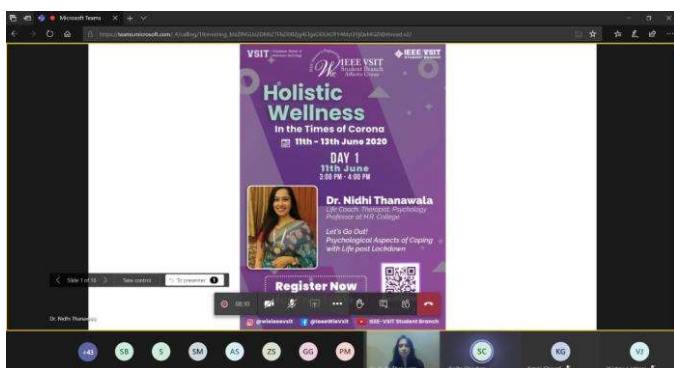 Microsoft Teams
VSIT
IEEE VSIT
Student Branch
Affinity Group
IEEE VSIT
STUDENT BRANCH
Holistic
Wellness
In the Times of Corona
11th - 13th June 2020
DAY 1
11th June
3:00 PM - 4:00 PM
Dr. Nidhi Thanawala
Life Coach, Therapist, Psychology
Professor at H.R. College
Let's Go Out!
Psychological Aspects of Coping
with Life post Lockdown
Register Now
Slide 1 of
Take control
To presenter
Dr. Nidhi Thanawala
@wieieeevsit
@IeeeWieVsit
IEEE-VSIT Student Branch
+43
SB
S
SM
AS
ZS
GG
PM
SC
KG
VJ